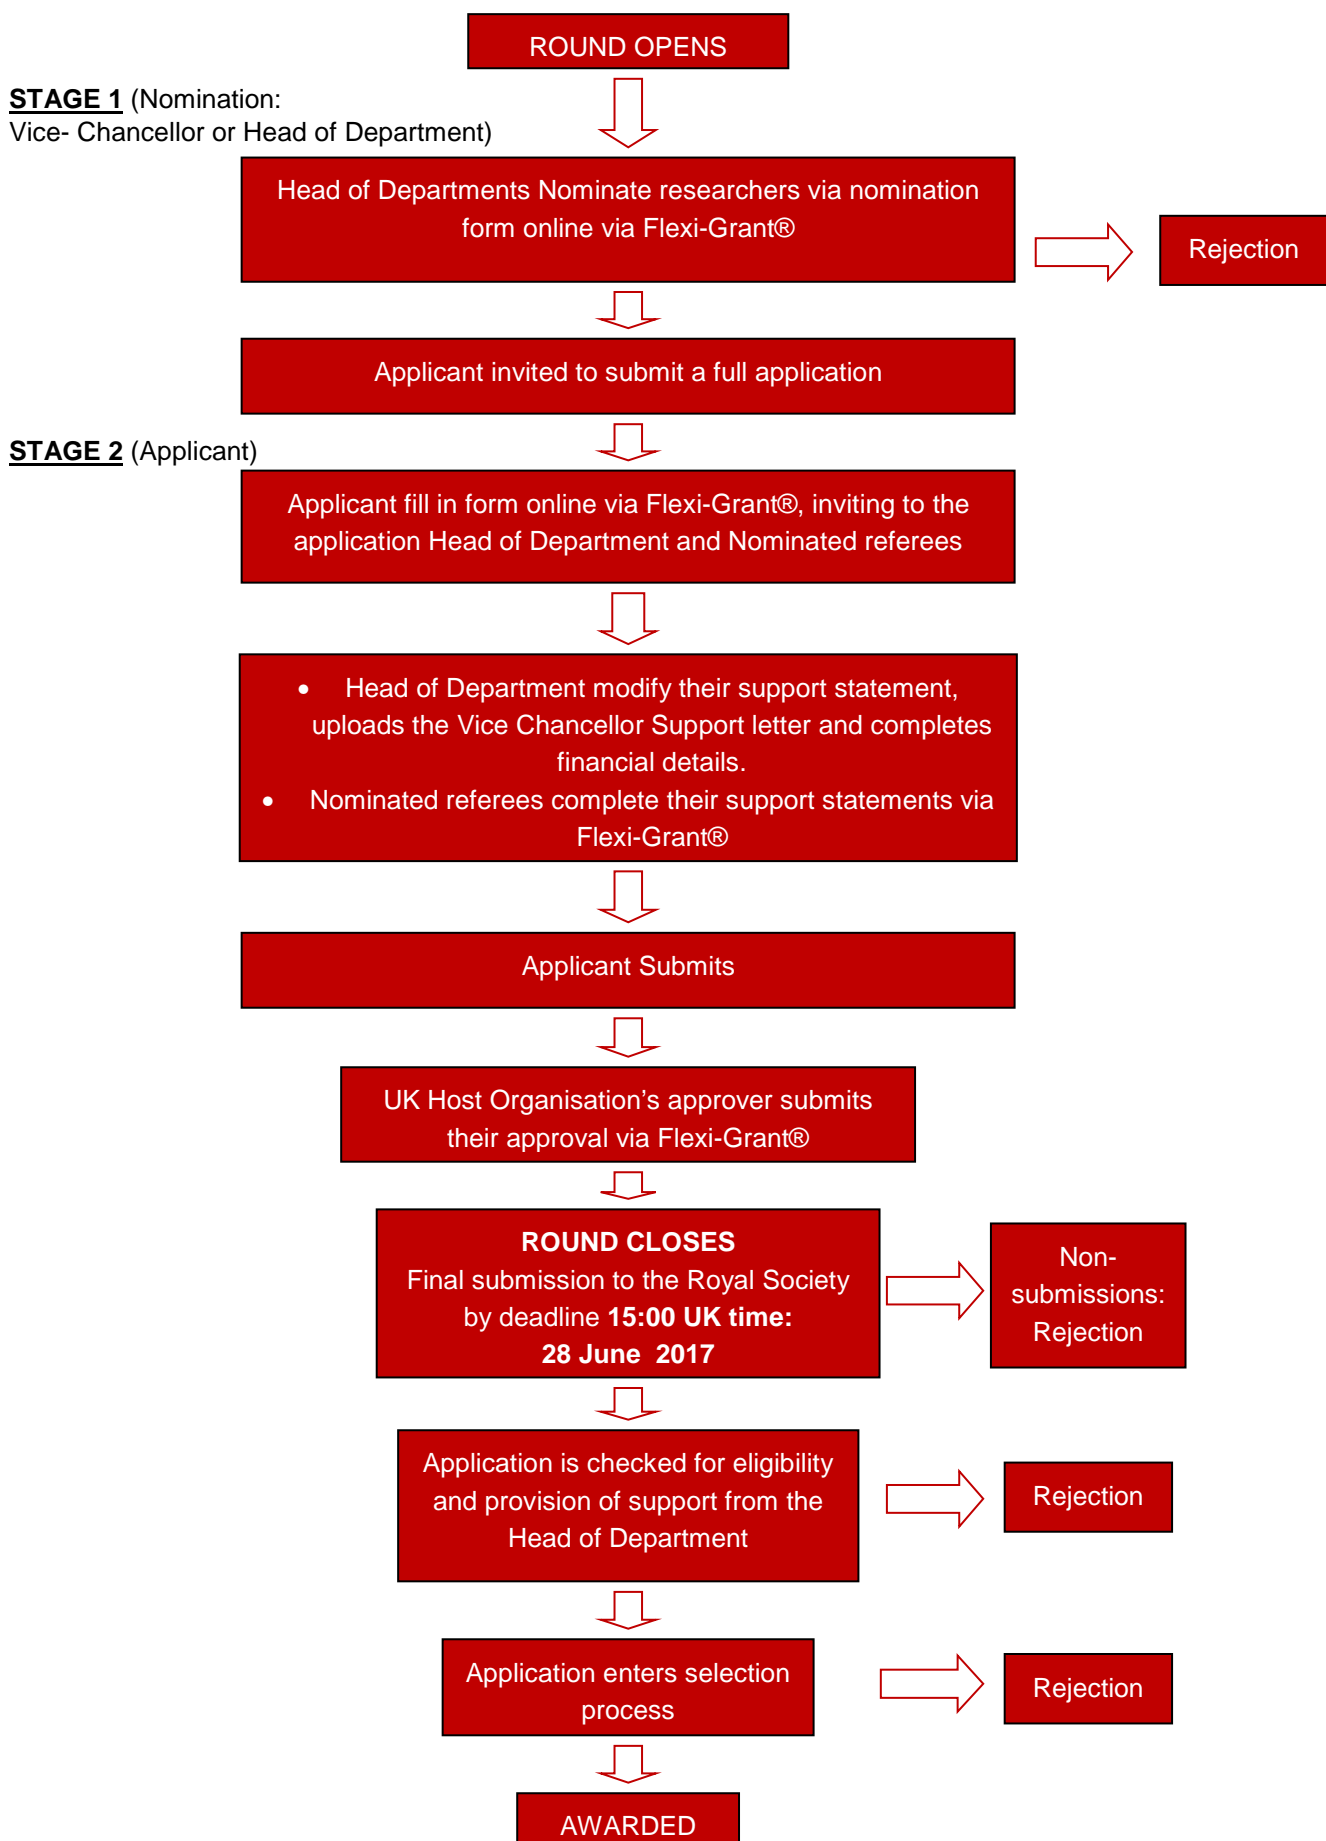 ROUND OPENS
STAGE 1 (Nomination:
Vice- Chancellor or Head of Department)
Head of Departments Nominate researchers via nomination
form online via Flexi-Grant®
Rejection
Applicant invited to submit a full application
STAGE 2 (Applicant)
Applicant fill in form online via Flexi-Grant®, inviting to the
application Head of Department and Nominated referees
• Head of Department modify their support statement,
uploads the Vice Chancellor Support letter and completes
financial details.
• Nominated referees complete their support statements via
Flexi-Grant®
Applicant Submits
UK Host Organisation’s approver submits
their approval via Flexi-Grant®
ROUND CLOSES
Final submission to the Royal Society
by deadline 15:00 UK time:
28 June 2017
Non-
submissions:
Rejection
Application is checked for eligibility
and provision of support from the
Head of Department
Rejection
Application enters selection
process
Rejection
AWARDED